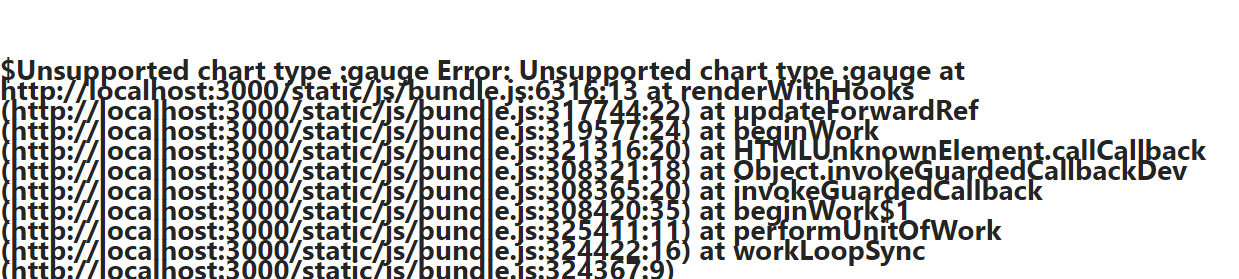 $Unsupported chart type :gauge Error: Unsupported chart type :gauge at
http://localhost:3000/static/js/bundle.js:6316:13 at renderWithHooks
(http://localhost:3000/static/js/bundle.js:317744:22) at updateForwardRef
(http://localhost:3000/static/js/bundle.js:319577:24) at beginWork
(http://localhost:3000/static/js/bundle.js:321316:20) at HTMLUnknownElement.callCallback
(http://localhost:3000/static/js/bundle.js:308321:18) at Object.invokeGuardedCallbackDev
(http://localhost:3000/static/js/bundle.js:308365:20) at invokeGuardedCallback
(http://localhost:3000/static/js/bundle.js:308420:35) at beginWork$1
(http://localhost:3000/static/js/bundle.js:325411:11) at performUnitOfWork
(http://localhost:3000/static/js/bundle.js:324422:16) at workLoopSync
(http://localhost:3000/static/js/bundle.js:324367:9)